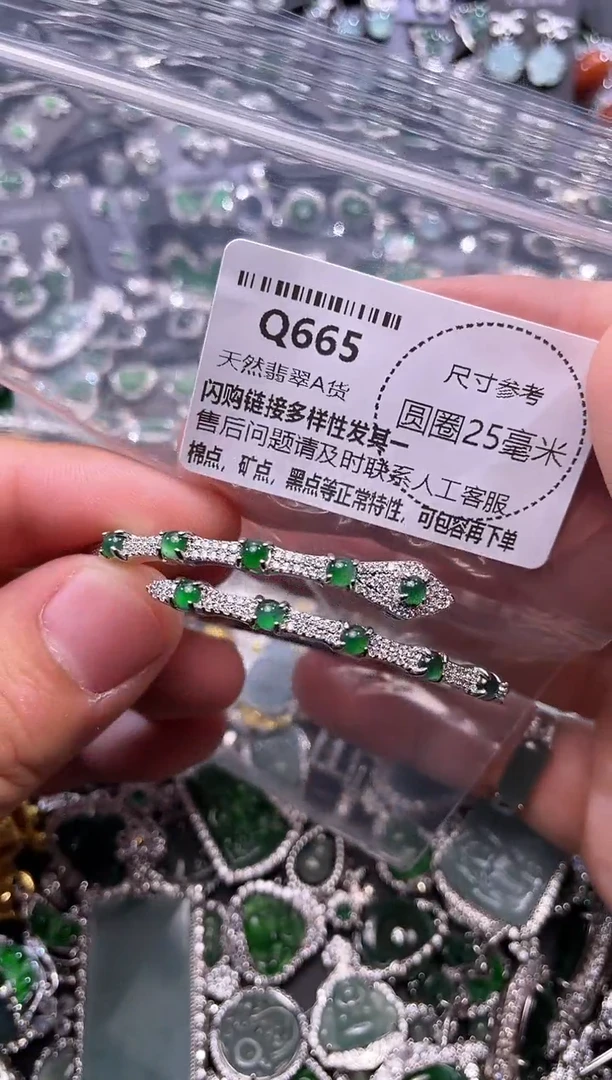 Q665
天然翡翠A货
闪购链接多样性发其一
售后问题请及时联系人工客服
棉点，矿点，黑点等正常特性，可包容再下单
尺寸参考
圆圈25毫米